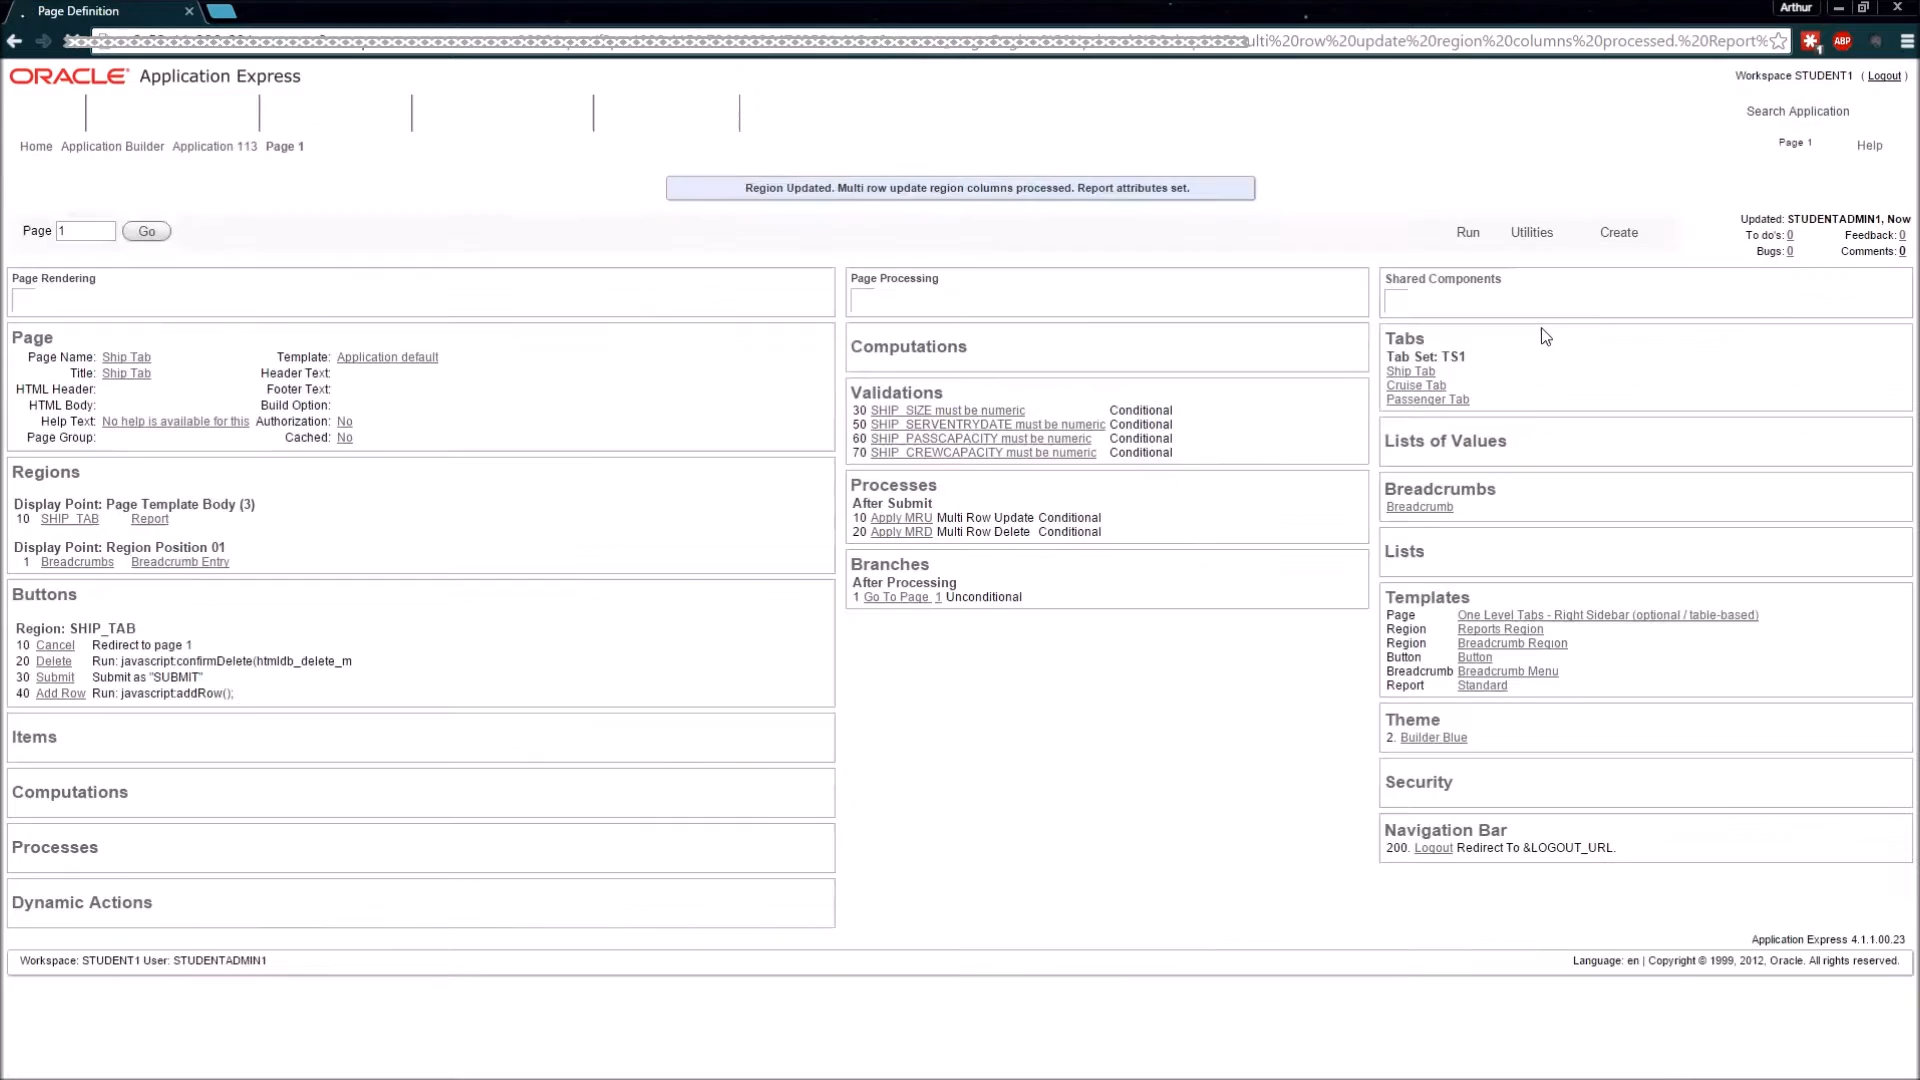 Page Definition
Arthur
ulti%20row%20update%20region%20columns%20processed.%20Report%
ABP
1
ORACLE Application Express
Workspace STUDENT1 ( Logout )
Search Application
Home Application Builder Application 113 Page 1
Page 1 Help
Region Updated. Multi row update region columns processed. Report attributes set.
Page 1 Go
Run Utilities Create
Updated: STUDENTADMIN1, Now
To do's: 0 Feedback: 0
Bugs: 0 Comments: 0
Page Rendering
Page
Page Name: Ship Tab Template: Application default
Title: Ship Tab Header Text:
HTML Header: Footer Text:
HTML Body: Build Option:
Help Text: No help is available for this Authorization: No
Page Group: Cached: No
Regions
Display Point: Page Template Body (3)
10 SHIP_TAB Report
Display Point: Region Position 01
1 Breadcrumbs Breadcrumb Entry
Buttons
Region: SHIP_TAB
10 Cancel Redirect to page 1
20 Delete Run: javascript:confirmDelete(htmldb_delete_m
30 Submit Submit as "SUBMIT"
40 Add Row Run: javascript:addRow();
Items
Computations
Processes
Dynamic Actions
Page Processing
Computations
Validations
30 SHIP_SIZE must be numeric Conditional
50 SHIP_SERVENTRYDATE must be numeric Conditional
60 SHIP_PASSCAPACITY must be numeric Conditional
70 SHIP_CREWCAPACITY must be numeric Conditional
Processes
After Submit
10 Apply MRU Multi Row Update Conditional
20 Apply MRD Multi Row Delete Conditional
Branches
After Processing
1 Go To Page 1 Unconditional
Shared Components
Tabs
Tab Set: TS1
Ship Tab
Cruise Tab
Passenger Tab
Lists of Values
Breadcrumbs
Breadcrumb
Lists
Templates
Page One Level Tabs - Right Sidebar (optional / table-based)
Region Reports Region
Region Breadcrumb Region
Button Button
Breadcrumb Breadcrumb Menu
Report Standard
Theme
2. Builder Blue
Security
Navigation Bar
200. Logout Redirect To &LOGOUT_URL.
Application Express 4.1.1.00.23
Workspace: STUDENT1 User: STUDENTADMIN1
Language: en | Copyright © 1999, 2012, Oracle. All rights reserved.